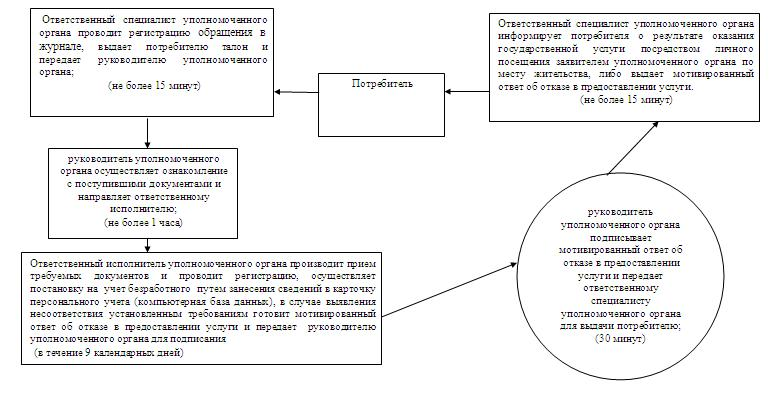 Ответственный специалист уполномоченного
органа проводит регистрацию обращения в
журнале, выдает потребителю талон и
передает руководителю уполномоченного
органа;
(не более 15 минут)
Потребитель
Ответственный специалист уполномоченного органа
информирует потребителя о результате оказания
государственной услуги посредством личного
посещения заявителем уполномоченного органа по
месту жительства, либо выдает мотивированный
ответ об отказе в предоставлении услуги.
(не более 15 минут)
руководитель уполномоченного
органа осуществляет ознакомление
с поступившими документами и
направляет ответственному
исполнителю;
(не более 1 часа)
Ответственный исполнитель уполномоченного органа производит прием
требуемых документов и проводит регистрацию, осуществляет
постановку на учет безработного путем занесения сведений в карточку
персонального учета (компьютерная база данных), в случае выявления
несоответствия установленным требованиям готовит мотивированный
ответ об отказе в предоставлении услуги и передает руководителю
уполномоченного органа для подписания
(в течение 9 календарных дней)
руководитель
уполномоченного органа
подписывает
мотивированный ответ об
отказе в предоставлении
услуги и передает
ответственному
специалисту
уполномоченного органа
для выдачи потребителю;
(30 минут)